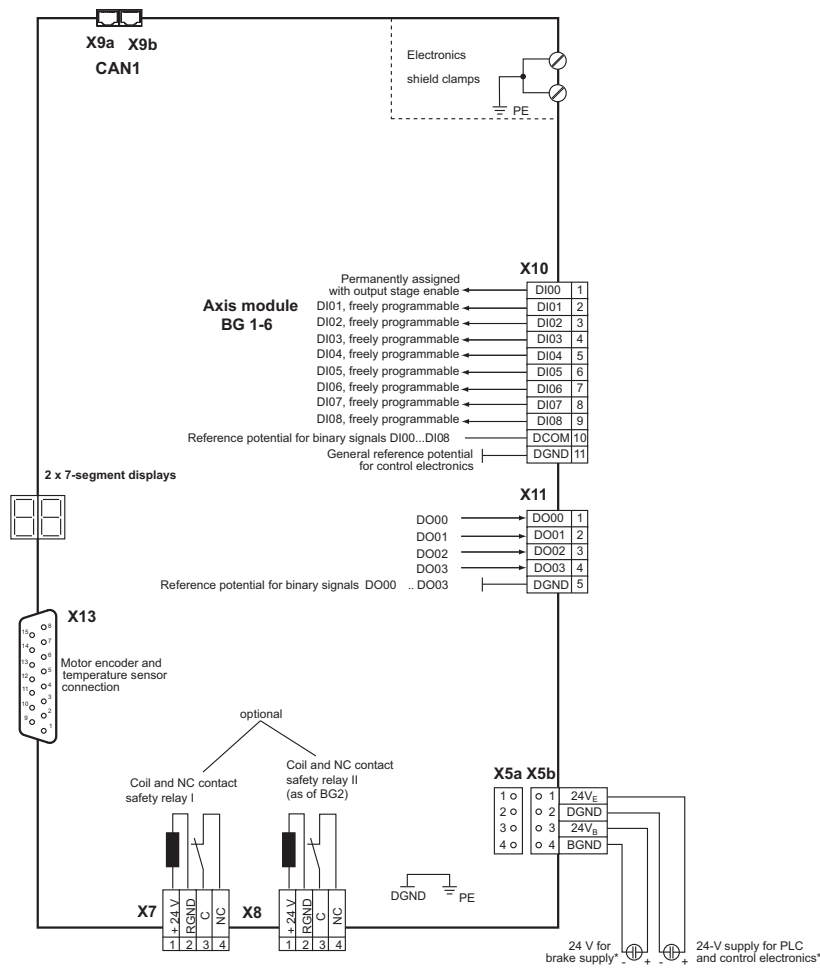 X9a X9b
CAN1
Electronics
shield clamps
PE
X10
Axis module
BG 1-6
Permanently assigned
with output stage enable
DI00 1
DI01, freely programmable
DI01 2
DI02, freely programmable
DI02 3
DI03, freely programmable
DI03 4
DI04, freely programmable
DI04 5
DI05, freely programmable
DI05 6
DI06, freely programmable
DI06 7
DI07, freely programmable
DI07 8
DI08, freely programmable
DI08 9
Reference potential for binary signals DI00...DI08
DCOM 10
General reference potential
for control electronics
DGND 11
2 x 7-segment displays
X11
DO00
DO00 1
DO01
DO01 2
DO02
DO02 3
DO03
DO03 4
Reference potential for binary signals DO00 .. DO03
DGND 5
X13
15
14
13
12
11
10
9
8
7
6
5
4
3
2
1
Motor encoder and
temperature sensor
connection
optional
Coil and NC contact
safety relay I
Coil and NC contact
safety relay II
(as of BG2)
X5a X5b
1 1 24VE
2 2 DGND
3 3 24VB
4 4 BGND
DGND
PE
X7
+ 24 V
RGND
C
NC
1 2 3 4
X8
+ 24 V
RGND
C
NC
1 2 3 4
24 V for
brake supply*
- +
- +
24-V supply for PLC
and control electronics*